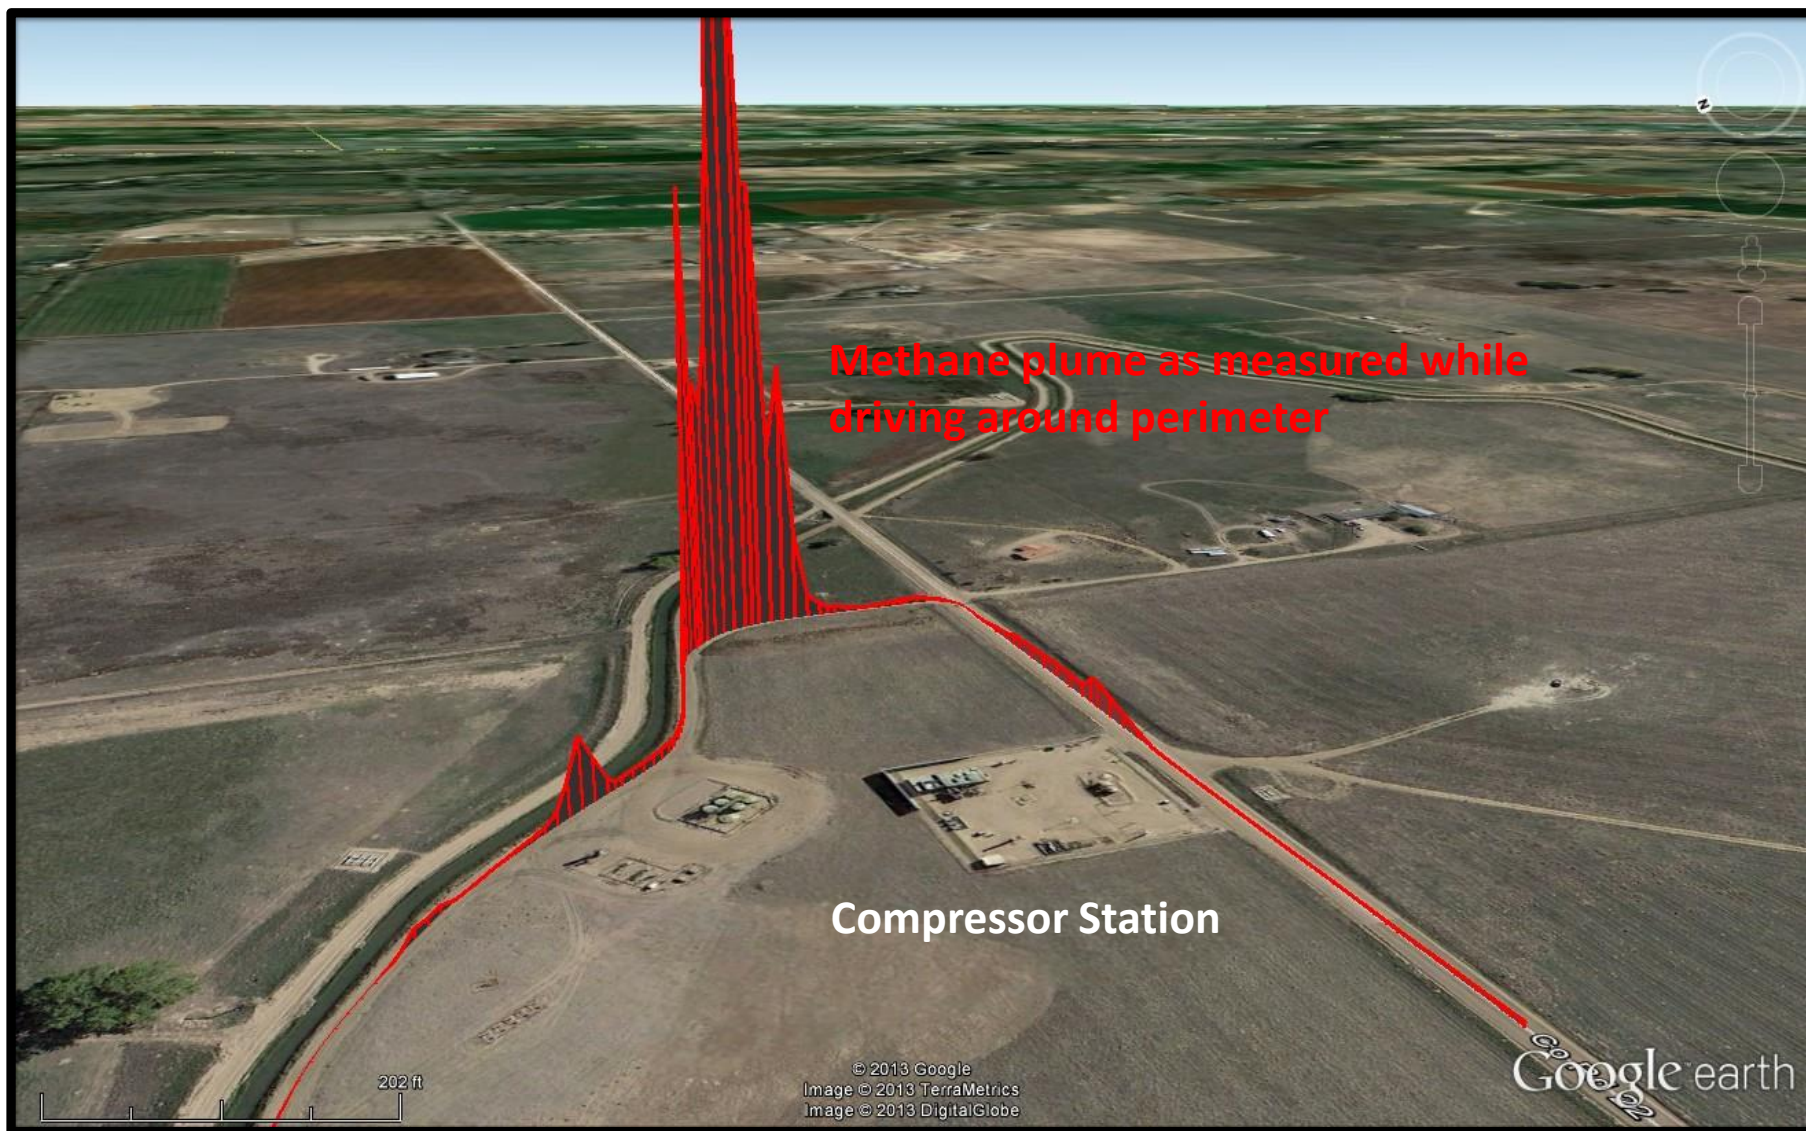 N
Methane plume as measured while
driving around perimeter
Compressor Station
202 ft
© 2013 Google
Image © 2013 TerraMetrics
Image © 2013 DigitalGlobe
Google earth